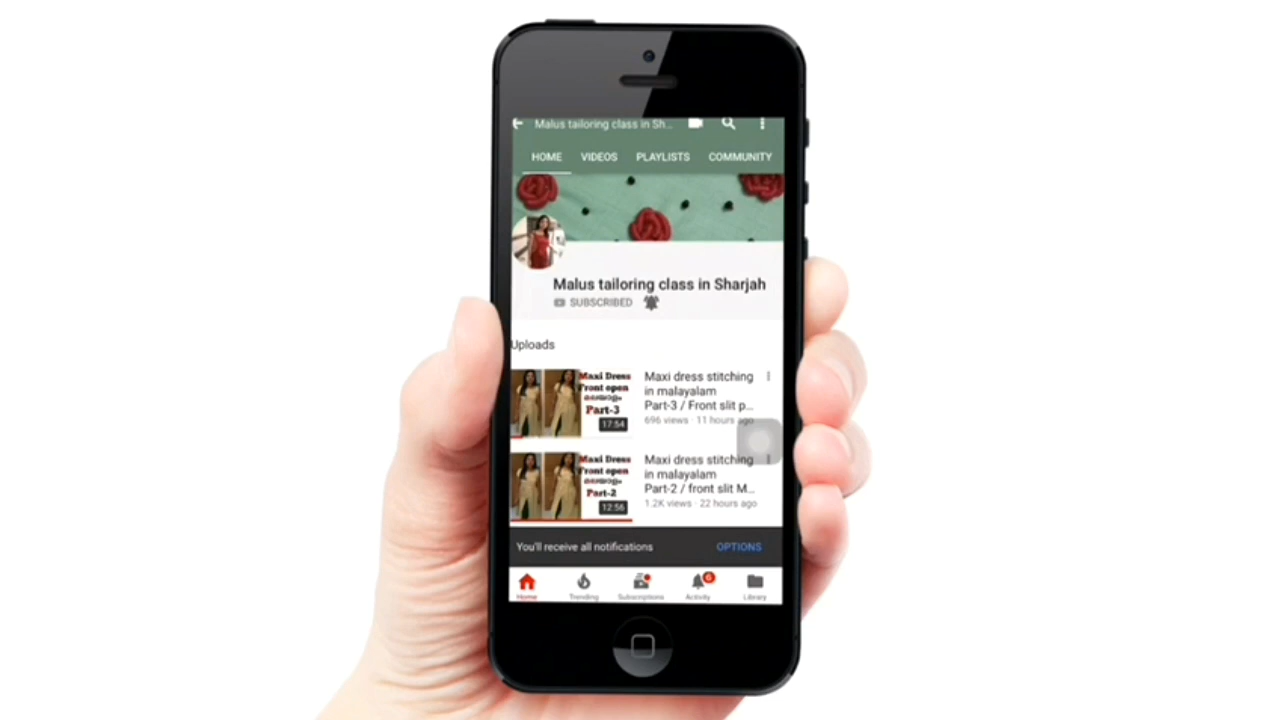 Malus tailoring class in Sh...
HOME VIDEOS PLAYLISTS COMMUNITY
Malus tailoring class in Sharjah
SUBSCRIBED
Uploads
Maxi Dress
Front open
മലയാളം
Part-3
17:54
Maxi dress stitching
in malayalam
Part-3 / Front slit p...
696 views · 11 hours ago
Maxi Dress
Front open
മലയാളം
Part-2
12:56
Maxi dress stitching
in malayalam
Part-2 / front slit M...
1.2K views · 22 hours ago
You'll receive all notifications OPTIONS
6
Home Trending Subscriptions Activity Library